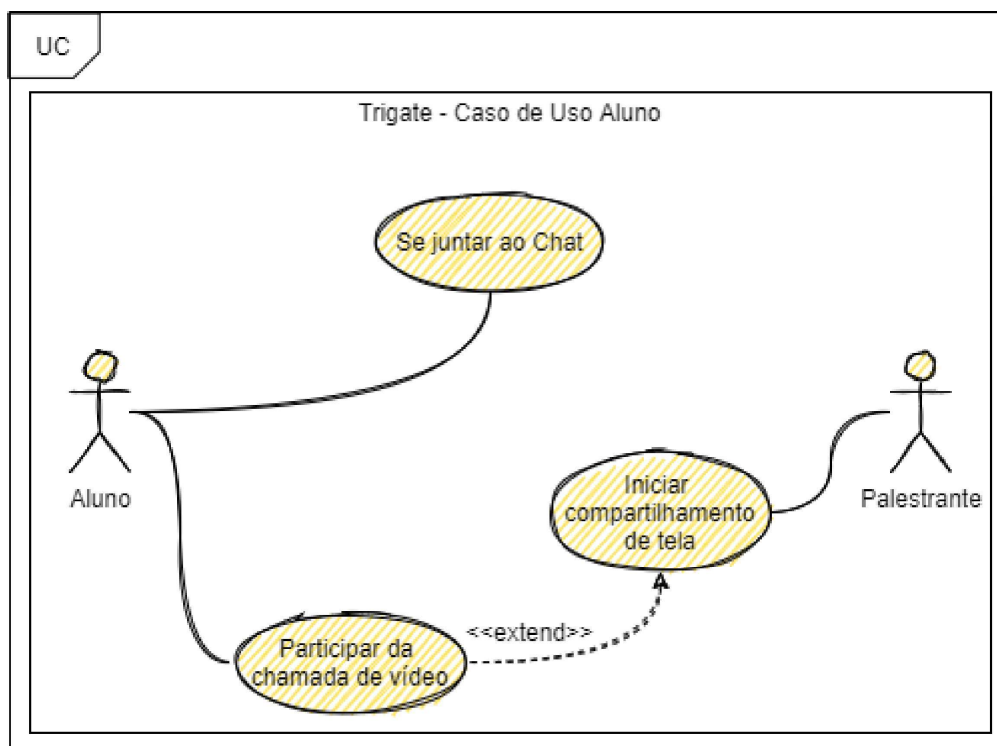 UC
Trigate - Caso de Uso Aluno
Se juntar ao Chat
Aluno
Palestrante
Iniciar
compartilhamento
de tela
<<extend>>
Participar da
chamada de vídeo